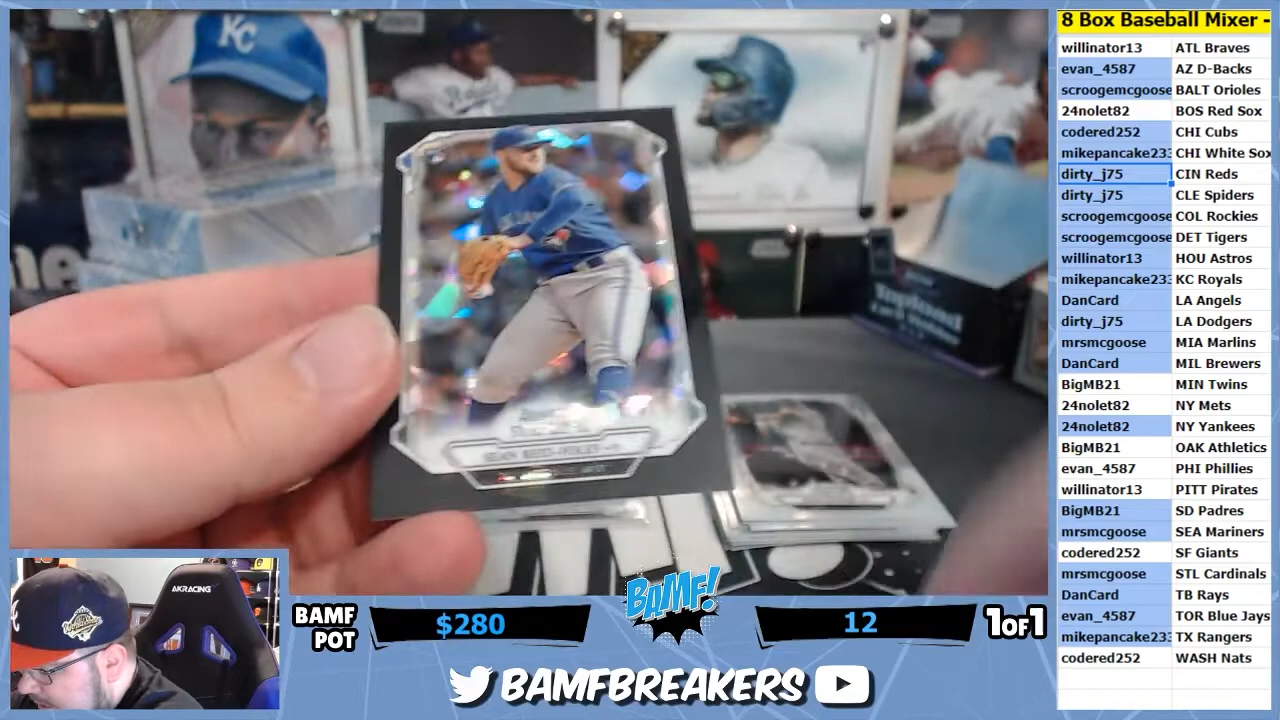 8 Box Baseball Mixer -
willinator13 ATL Braves
evan_4587 AZ D-Backs
scroogemcgoose BALT Orioles
24nolet82 BOS Red Sox
codered252 CHI Cubs
mikepancake233 CHI White Sox
dirty_j75 CIN Reds
dirty_j75 CLE Spiders
scroogemcgoose COL Rockies
scroogemcgoose DET Tigers
willinator13 HOU Astros
mikepancake233 KC Royals
DanCard LA Angels
dirty_j75 LA Dodgers
mrsmcgoose MIA Marlins
DanCard MIL Brewers
BigMB21 MIN Twins
24nolet82 NY Mets
24nolet82 NY Yankees
BigMB21 OAK Athletics
evan_4587 PHI Phillies
willinator13 PITT Pirates
BigMB21 SD Padres
mrsmcgoose SEA Mariners
codered252 SF Giants
mrsmcgoose STL Cardinals
DanCard TB Rays
evan_4587 TOR Blue Jays
mikepancake233 TX Rangers
codered252 WASH Nats
KC
AKRACING
BAMF POT
$280
BAMF!
12
1OF1
BAMFBREAKERS